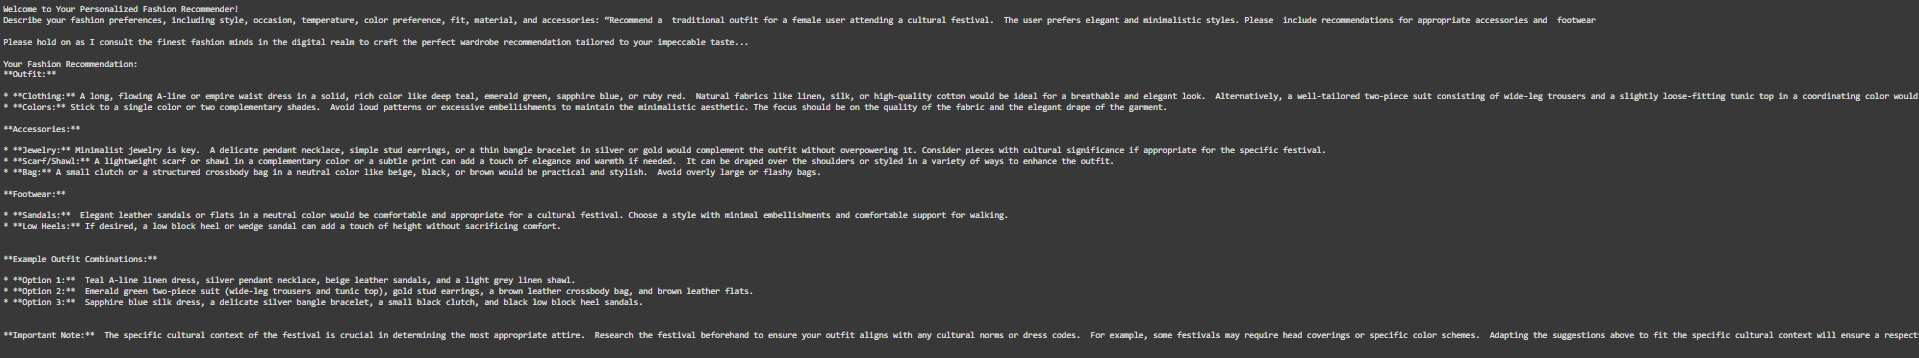 Welcome to Your Personalized Fashion Recommender!
Describe your fashion preferences, including style, occasion, temperature, color preference, fit, material, and accessories: “Recommend a  traditional outfit for a female user attending a cultural festival.  The user prefers elegant and minimalistic styles. Please  include recommendations for appropriate accessories and  footwear
Please hold on as I consult the finest fashion minds in the digital realm to craft the perfect wardrobe recommendation tailored to your impeccable taste...
Your Fashion Recommendation:
**Outfit:**
* **Clothing:** A long, flowing A-line or empire waist dress in a solid, rich color like deep teal, emerald green, sapphire blue, or ruby red.  Natural fabrics like linen, silk, or high-quality cotton would be ideal for a breathable and elegant look.  Alternatively, a well-tailored two-piece suit consisting of wide-leg trousers and a slightly loose-fitting tunic top in a coordinating color would
* **Colors:** Stick to a single color or two complementary shades.  Avoid loud patterns or excessive embellishments to maintain the minimalistic aesthetic. The focus should be on the quality of the fabric and the elegant drape of the garment.
**Accessories:**
* **Jewelry:** Minimalist jewelry is key.  A delicate pendant necklace, simple stud earrings, or a thin bangle bracelet in silver or gold would complement the outfit without overpowering it. Consider pieces with cultural significance if appropriate for the specific festival.
* **Scarf/Shawl:** A lightweight scarf or shawl in a complementary color or a subtle print can add a touch of elegance and warmth if needed.  It can be draped over the shoulders or styled in a variety of ways to enhance the outfit.
* **Bag:** A small clutch or a structured crossbody bag in a neutral color like beige, black, or brown would be practical and stylish.  Avoid overly large or flashy bags.
**Footwear:**
* **Sandals:**  Elegant leather sandals or flats in a neutral color would be comfortable and appropriate for a cultural festival. Choose a style with minimal embellishments and comfortable support for walking.
* **Low Heels:** If desired, a low block heel or wedge sandal can add a touch of height without sacrificing comfort.
**Example Outfit Combinations:**
* **Option 1:**  Teal A-line linen dress, silver pendant necklace, beige leather sandals, and a light grey linen shawl.
* **Option 2:**  Emerald green two-piece suit (wide-leg trousers and tunic top), gold stud earrings, a brown leather crossbody bag, and brown leather flats.
* **Option 3:**  Sapphire blue silk dress, a delicate silver bangle bracelet, a small black clutch, and black low block heel sandals.
**Important Note:**  The specific cultural context of the festival is crucial in determining the most appropriate attire.  Research the festival beforehand to ensure your outfit aligns with any cultural norms or dress codes.  For example, some festivals may require head coverings or specific color schemes.  Adapting the suggestions above to fit the specific cultural context will ensure a respect